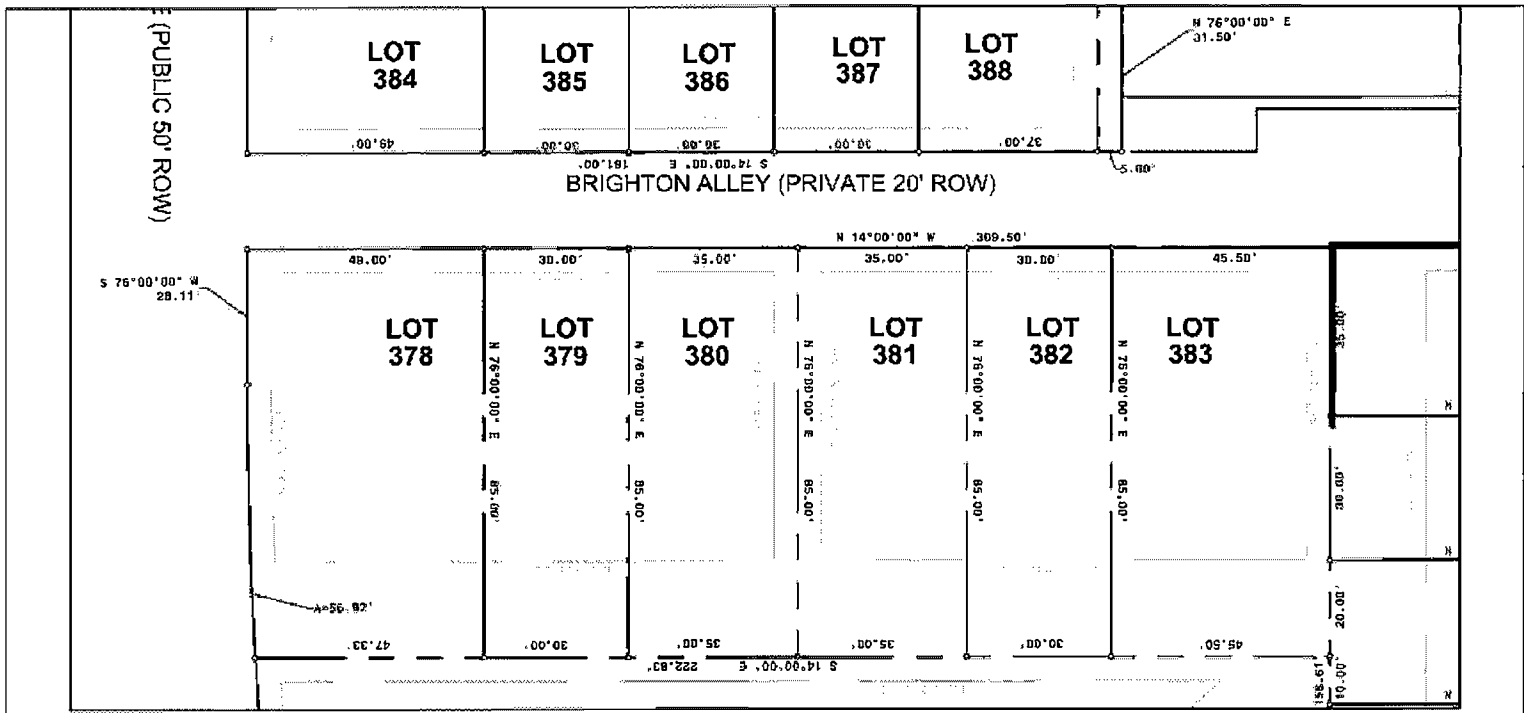 E (PUBLIC 50' ROW)
LOT
384
LOT
385
LOT
386
LOT
387
LOT
388
N 76°00'00" E
31.50'
49.00'
30.00'
30.00'
30.00'
37.00'
5.00'
S 14°00'00" E 181.00'
BRIGHTON ALLEY (PRIVATE 20' ROW)
N 14°00'00" W 309.50'
49.00'
30.00'
35.00'
35.00'
30.00'
45.50'
S 76°00'00" W
28.11'
LOT
378
LOT
379
LOT
380
LOT
381
LOT
382
LOT
383
N 76°00'00" E 85.00'
N 76°00'00" E 85.00'
N 76°00'00" E 85.00'
N 76°00'00" E 85.00'
N 76°00'00" E 85.00'
35.00'
N
30.00'
N
20.00'
A=56.92'
47.33'
30.00'
35.00'
35.00'
30.00'
45.50'
S 14°00'00" E 222.83'
158.61
10.00'
N